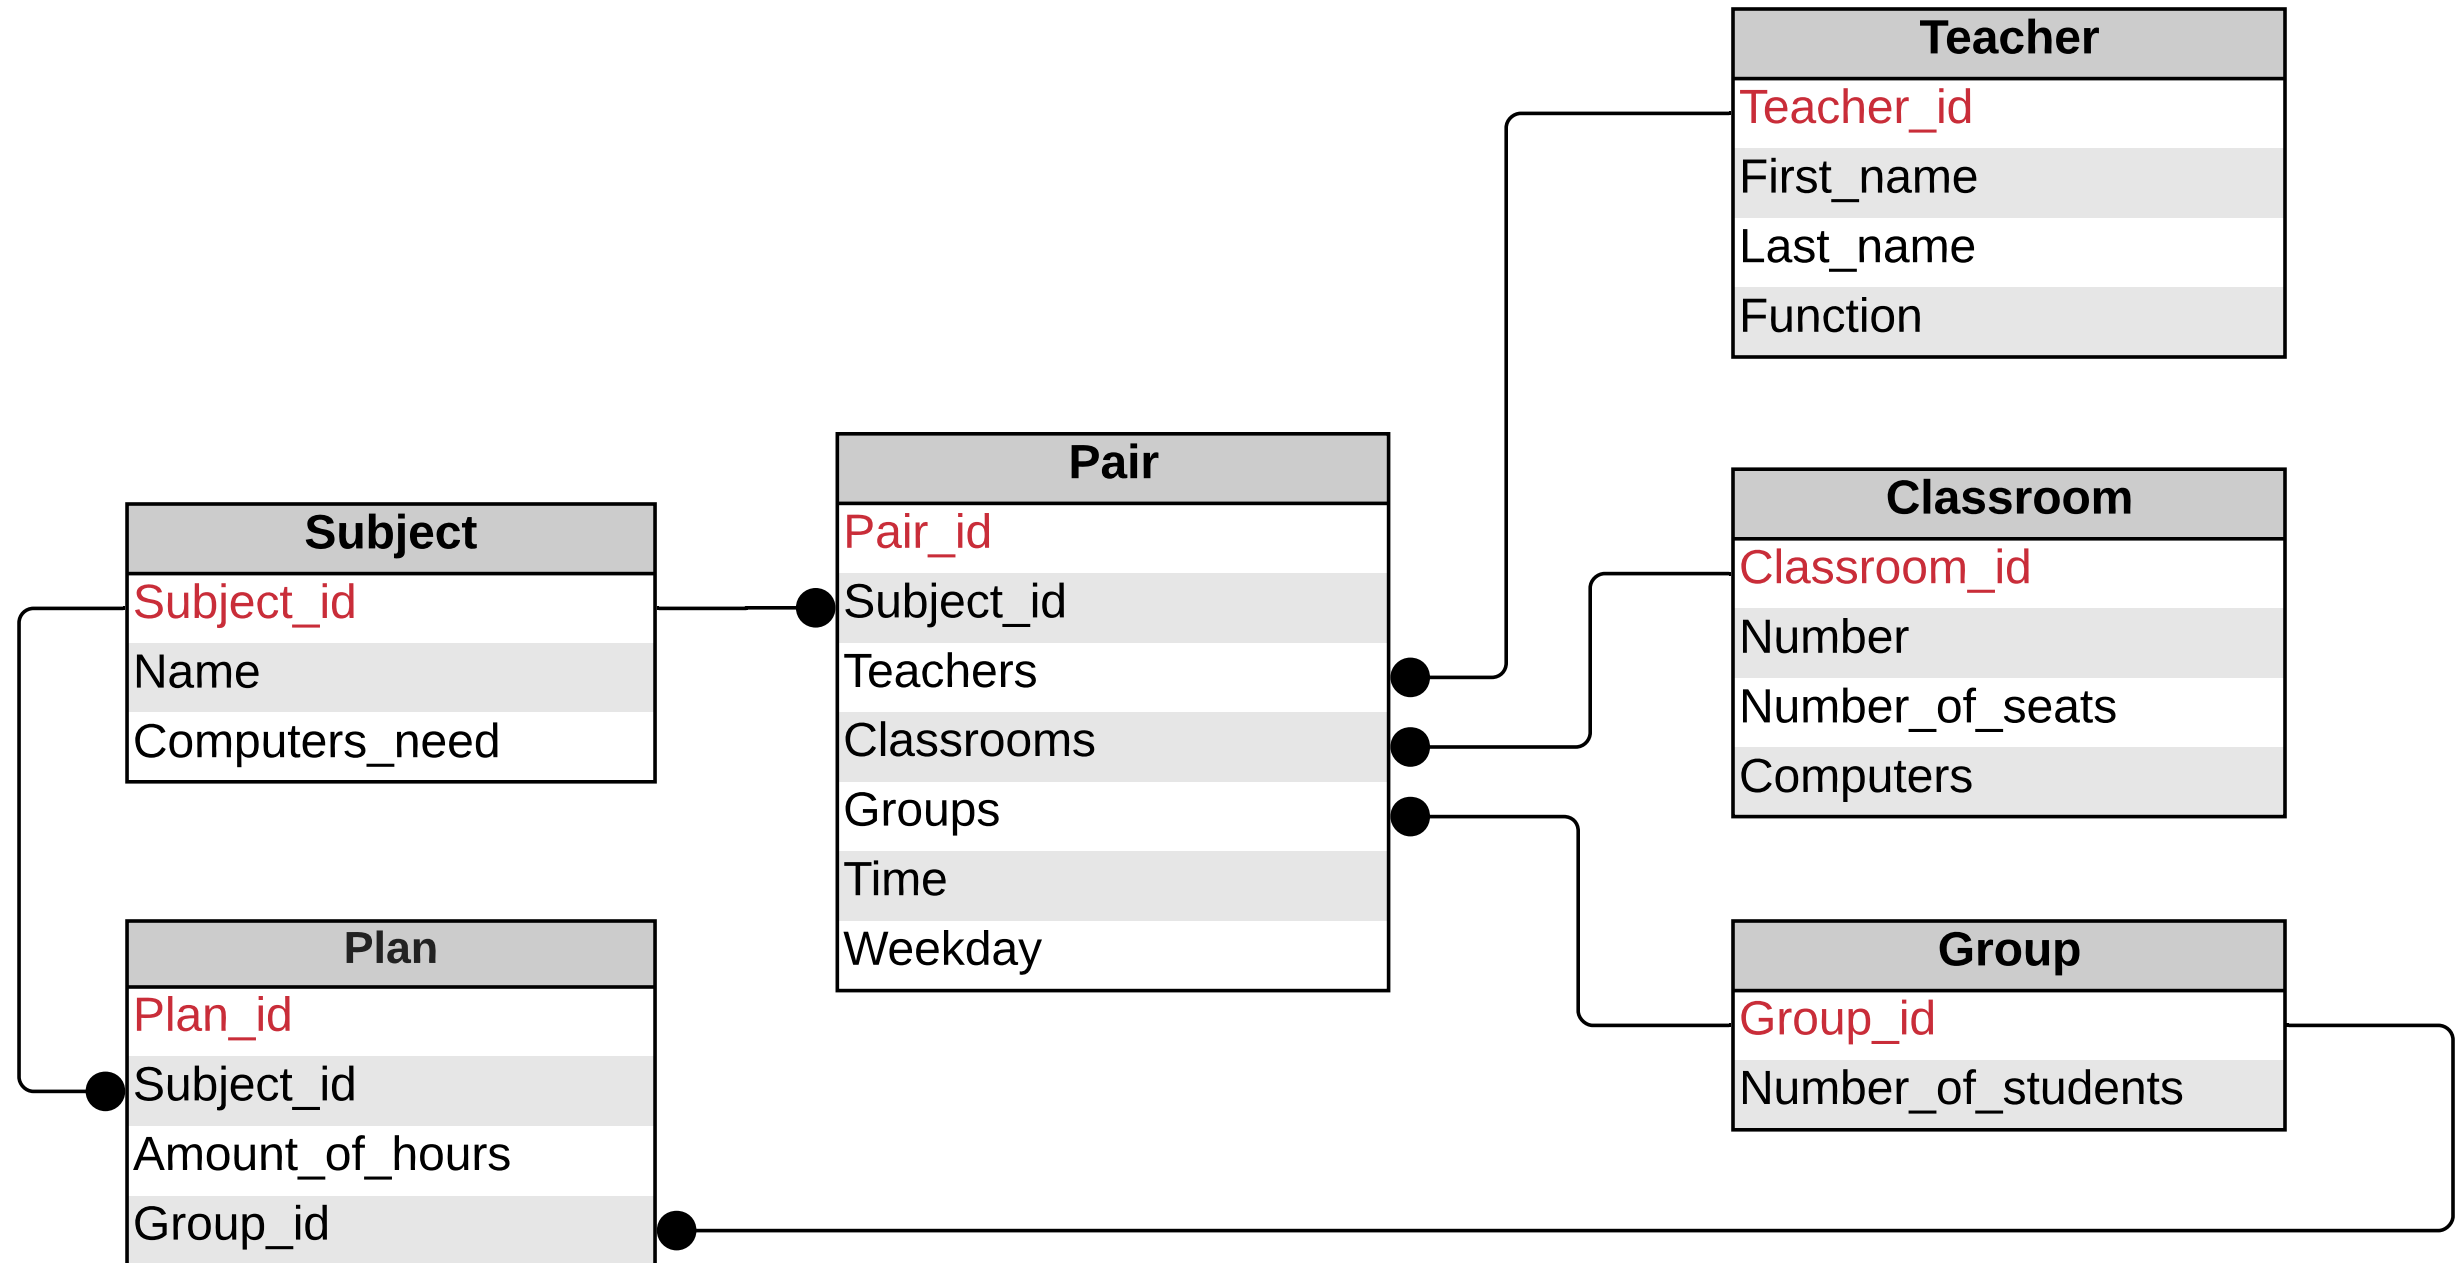 Teacher
Teacher_id
First_name
Last_name
Function
Pair
Pair_id
Subject_id
Teachers
Classrooms
Groups
Time
Weekday
Subject
Subject_id
Name
Computers_need
Classroom
Classroom_id
Number
Number_of_seats
Computers
Plan
Plan_id
Subject_id
Amount_of_hours
Group_id
Group
Group_id
Number_of_students